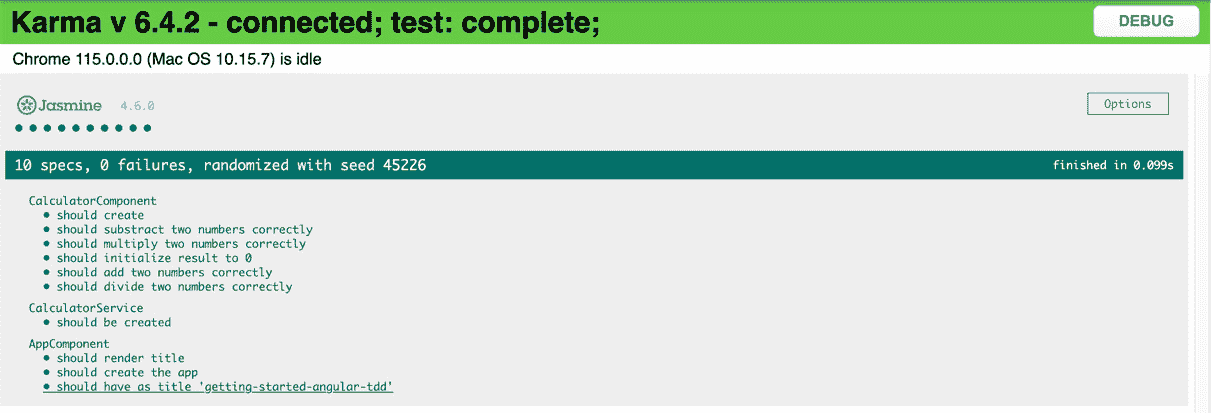 Karma v 6.4.2 - connected; test: complete;
DEBUG
Chrome 115.0.0.0 (Mac OS 10.15.7) is idle
Jasmine 4.6.0
Options
10 specs, 0 failures, randomized with seed 45226
finished in 0.099s
CalculatorComponent
• should create
• should substract two numbers correctly
• should multiply two numbers correctly
• should initialize result to 0
• should add two numbers correctly
• should divide two numbers correctly
CalculatorService
• should be created
AppComponent
• should render title
• should create the app
• should have as title 'getting-started-angular-tdd'